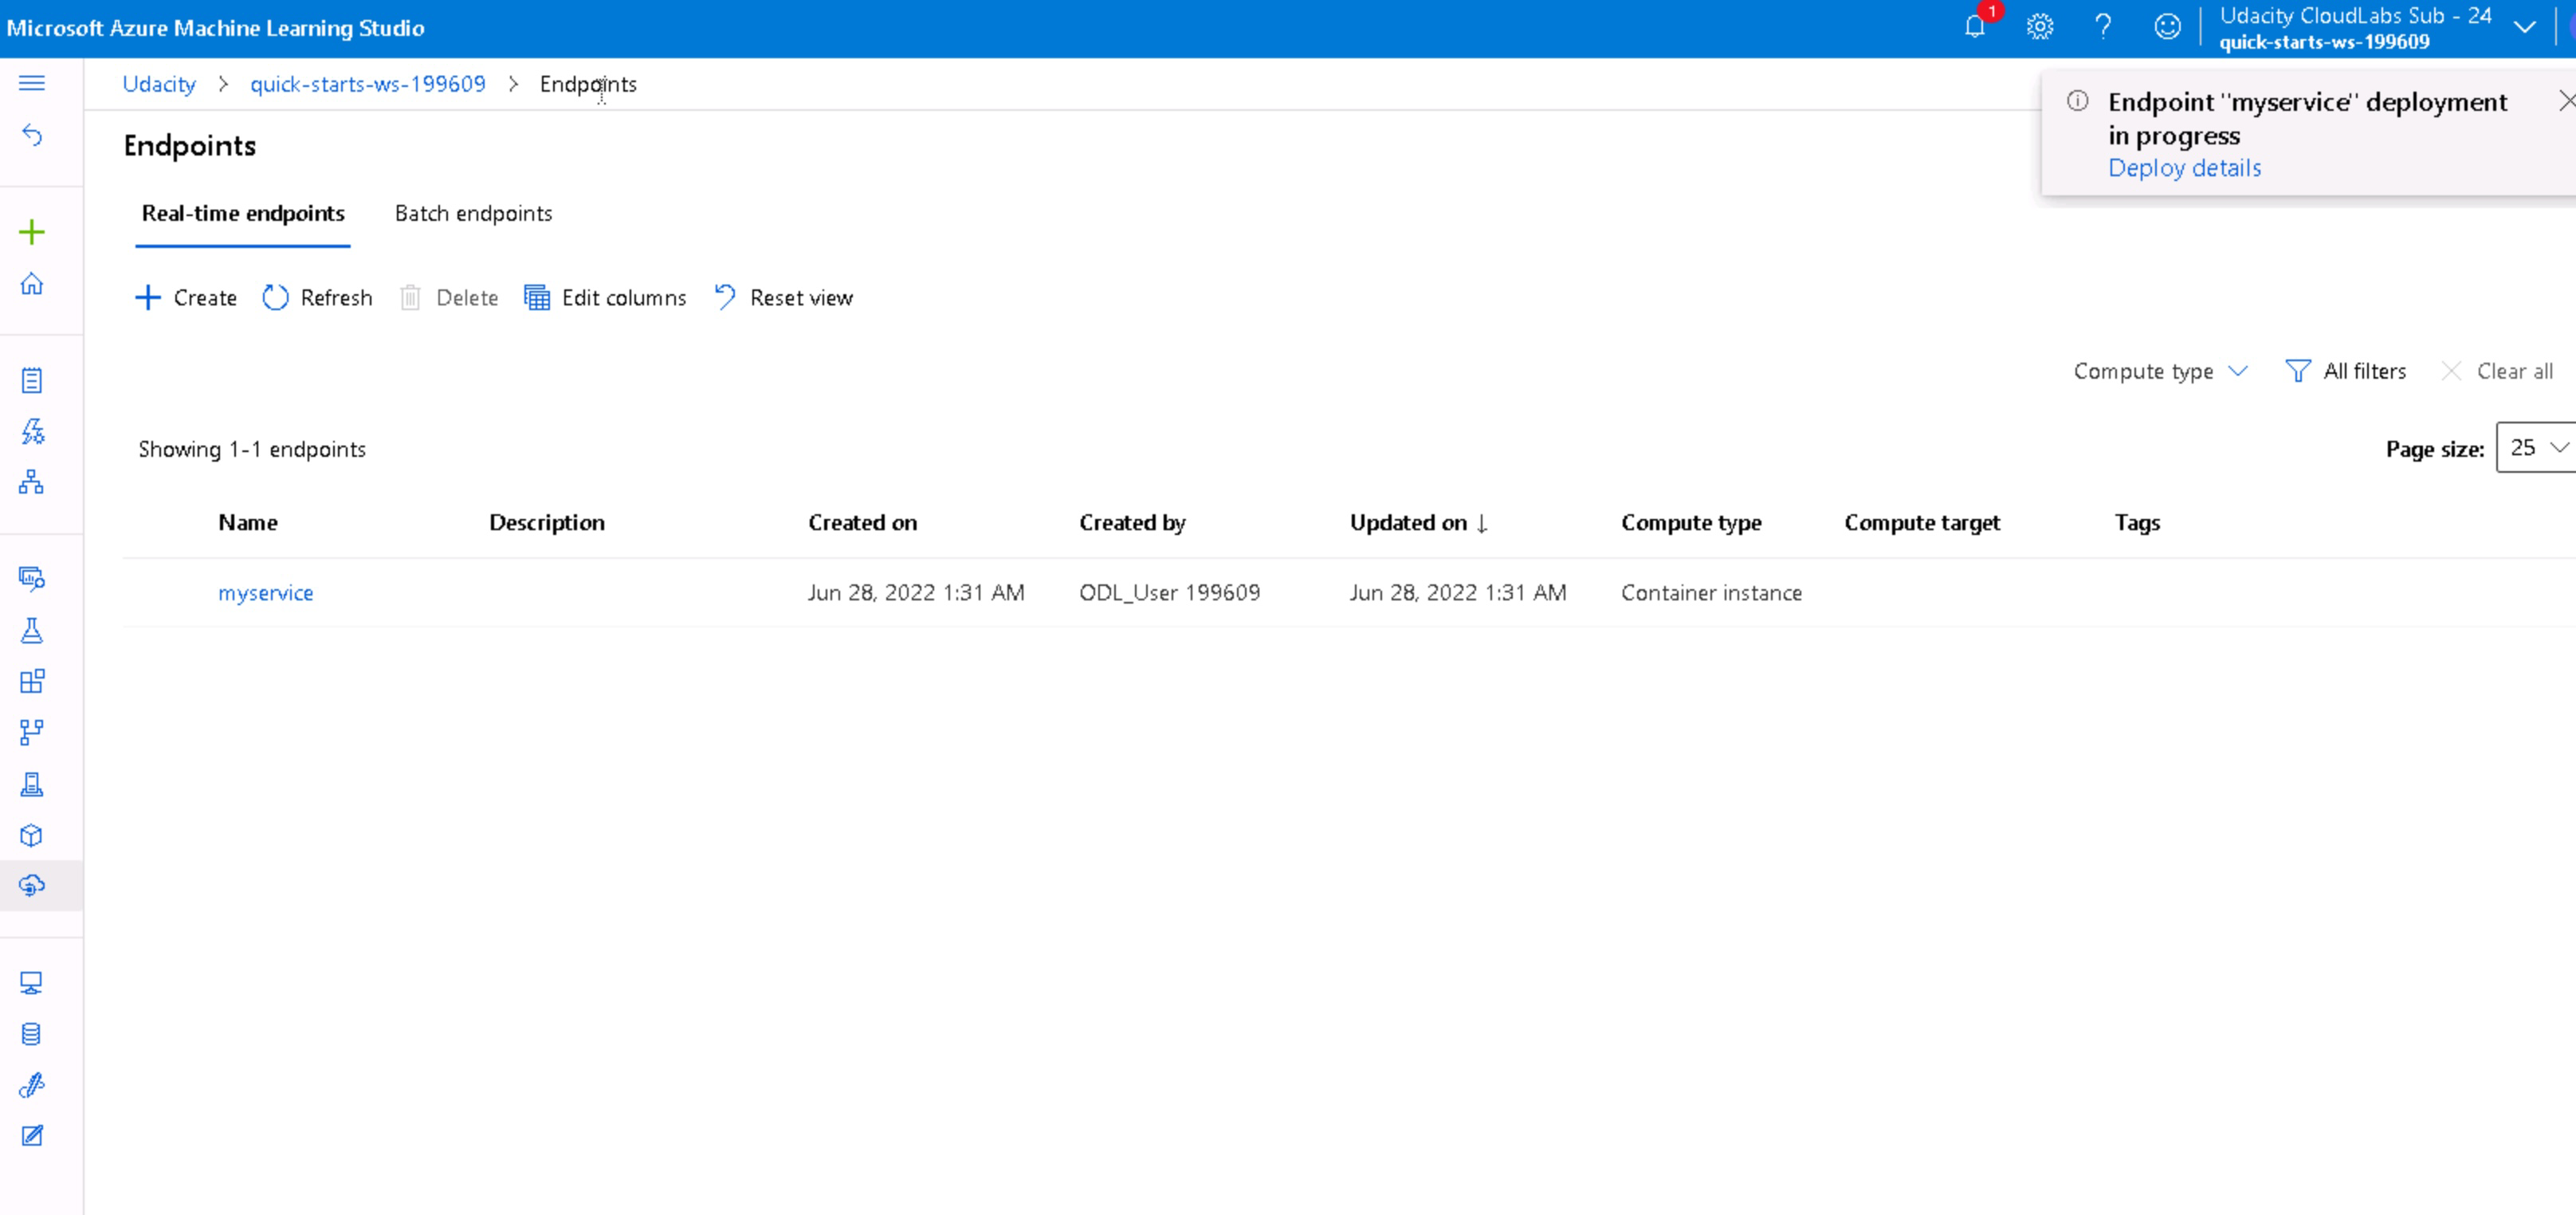 Microsoft Azure Machine Learning Studio
1
Udacity CloudLabs Sub - 24
quick-starts-ws-199609
Udacity > quick-starts-ws-199609 > Endpoints
Endpoint "myservice" deployment
in progress
Deploy details
Endpoints
Real-time endpoints Batch endpoints
Create Refresh Delete Edit columns Reset view
Compute type All filters Clear all
Showing 1-1 endpoints Page size: 25
Name Description Created on Created by Updated on ↓ Compute type Compute target Tags
myservice Jun 28, 2022 1:31 AM ODL_User 199609 Jun 28, 2022 1:31 AM Container instance